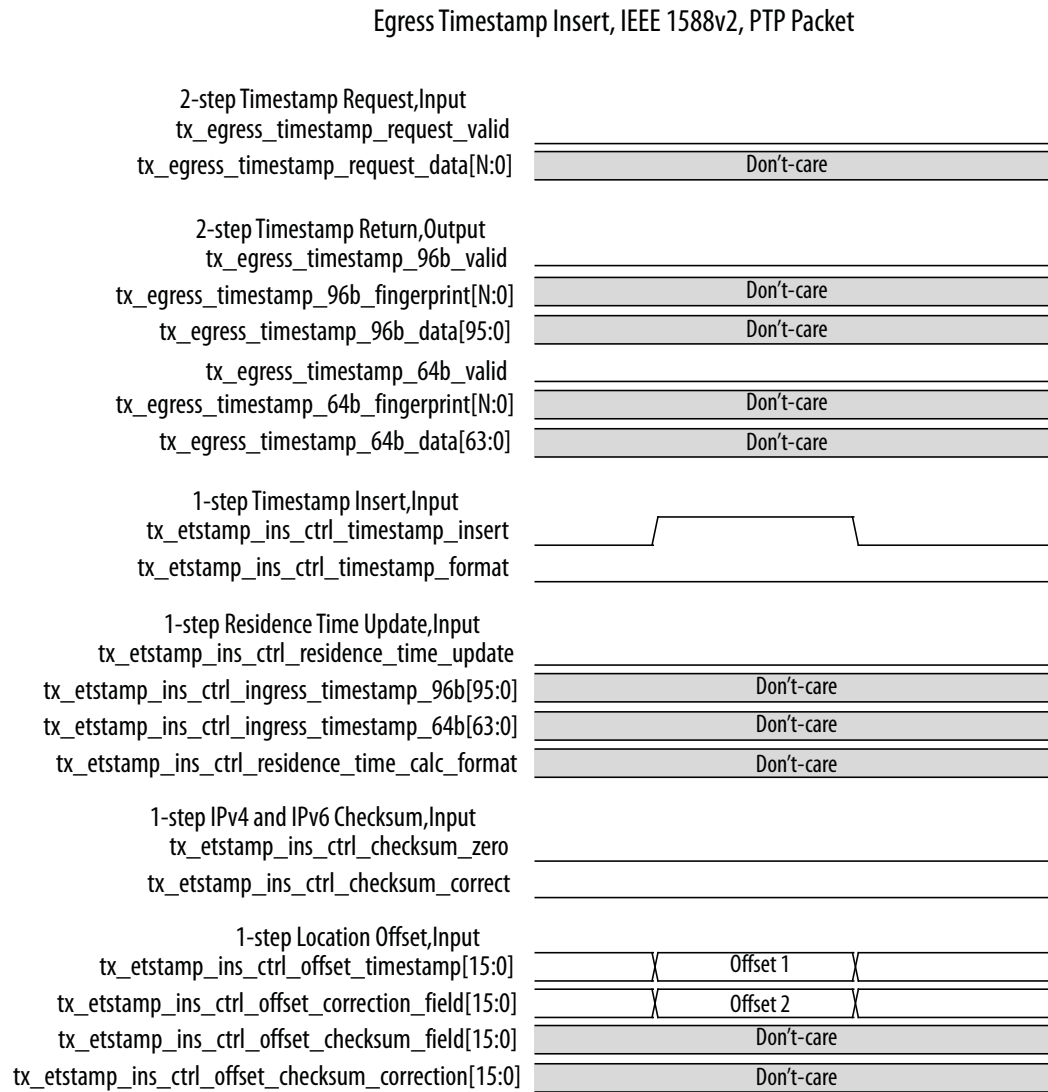 Egress Timestamp Insert, IEEE 1588v2, PTP Packet
2-step Timestamp Request,Input
tx_egress_timestamp_request_valid
tx_egress_timestamp_request_data[N:0] Don't-care
2-step Timestamp Return,Output
tx_egress_timestamp_96b_valid
tx_egress_timestamp_96b_fingerprint[N:0] Don't-care
tx_egress_timestamp_96b_data[95:0] Don't-care
tx_egress_timestamp_64b_valid
tx_egress_timestamp_64b_fingerprint[N:0] Don't-care
tx_egress_timestamp_64b_data[63:0] Don't-care
1-step Timestamp Insert,Input
tx_etstamp_ins_ctrl_timestamp_insert
tx_etstamp_ins_ctrl_timestamp_format
1-step Residence Time Update,Input
tx_etstamp_ins_ctrl_residence_time_update
tx_etstamp_ins_ctrl_ingress_timestamp_96b[95:0] Don't-care
tx_etstamp_ins_ctrl_ingress_timestamp_64b[63:0] Don't-care
tx_etstamp_ins_ctrl_residence_time_calc_format Don't-care
1-step IPv4 and IPv6 Checksum,Input
tx_etstamp_ins_ctrl_checksum_zero
tx_etstamp_ins_ctrl_checksum_correct
1-step Location Offset,Input
tx_etstamp_ins_ctrl_offset_timestamp[15:0] Offset 1
tx_etstamp_ins_ctrl_offset_correction_field[15:0] Offset 2
tx_etstamp_ins_ctrl_offset_checksum_field[15:0] Don't-care
tx_etstamp_ins_ctrl_offset_checksum_correction[15:0] Don't-care